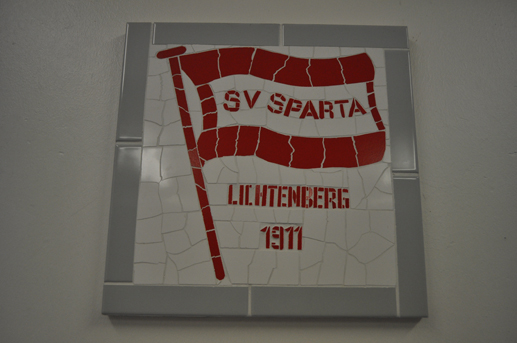 SV SPARTA
LICHTENBERG
1911